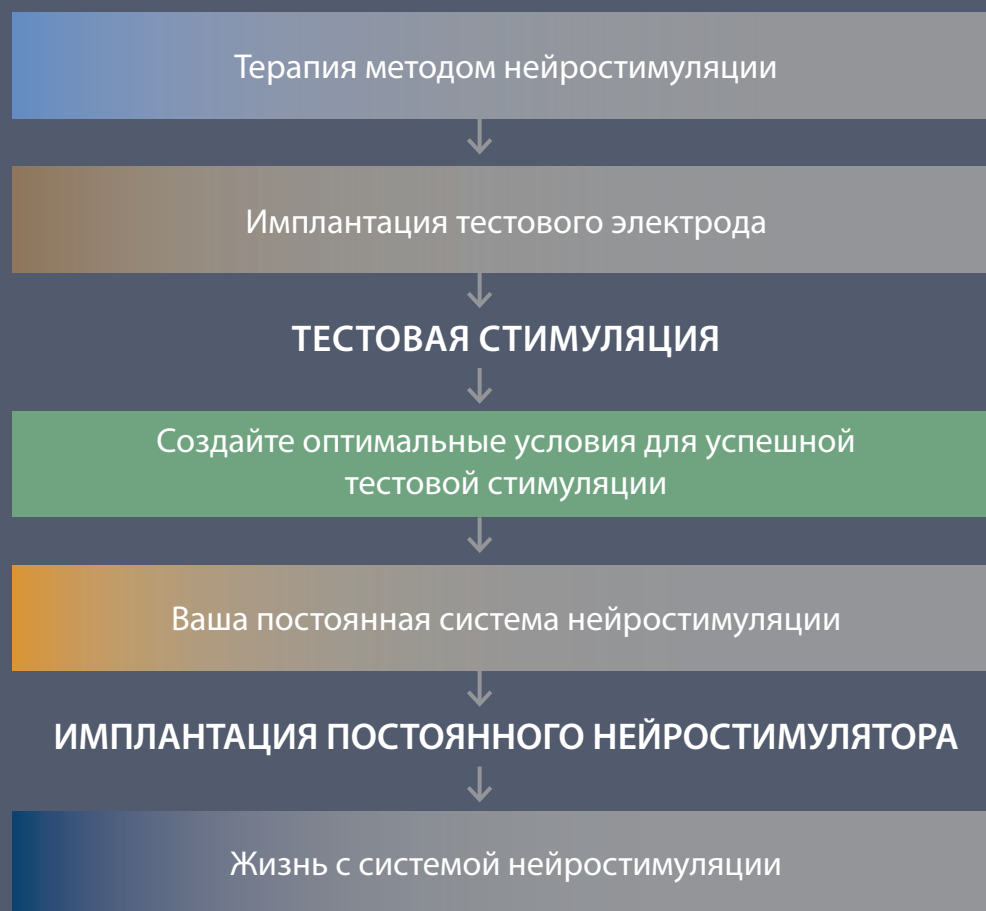 Терапия методом нейростимуляции
Имплантация тестового электрода
ТЕСТОВАЯ СТИМУЛЯЦИЯ
Создайте оптимальные условия для успешной
тестовой стимуляции
Ваша постоянная система нейростимуляции
ИМПЛАНТАЦИЯ ПОСТОЯННОГО НЕЙРОСТИМУЛЯТОРА
Жизнь с системой нейростимуляции